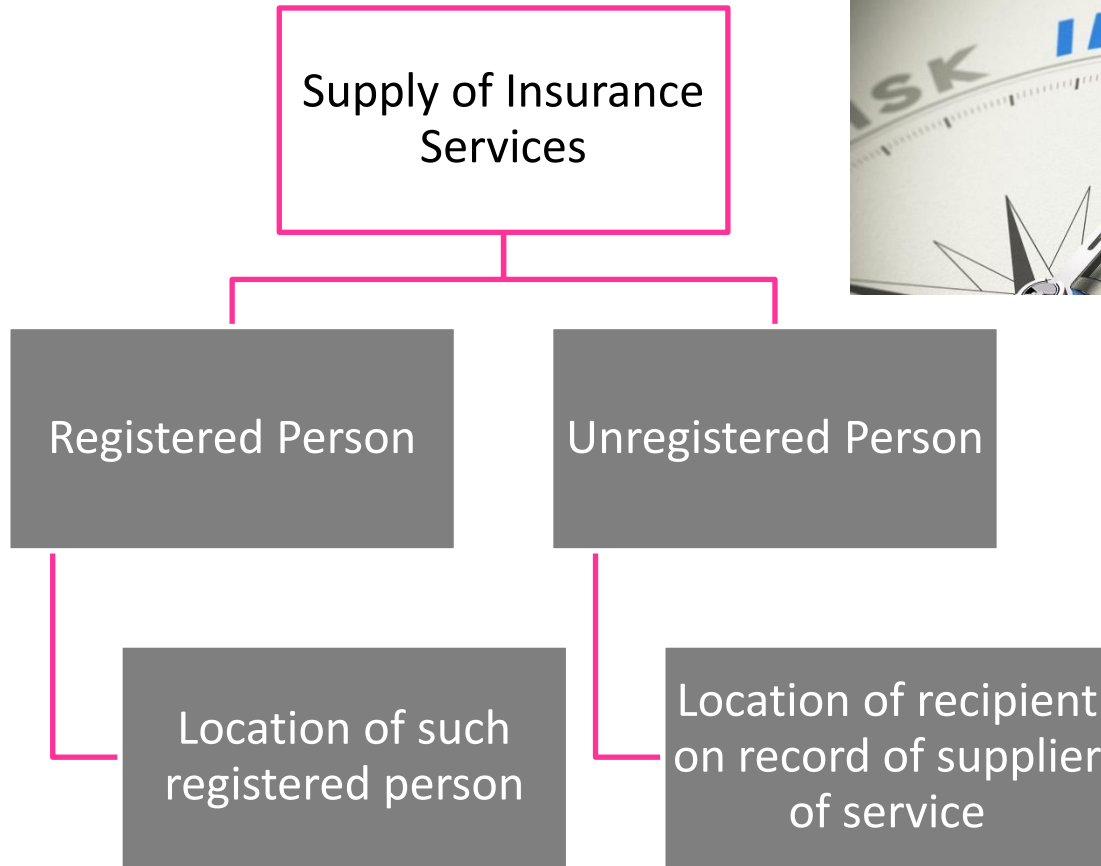 Supply of Insurance
Services
Registered Person
Unregistered Person
Location of such
registered person
Location of recipient
on record of supplier
of service